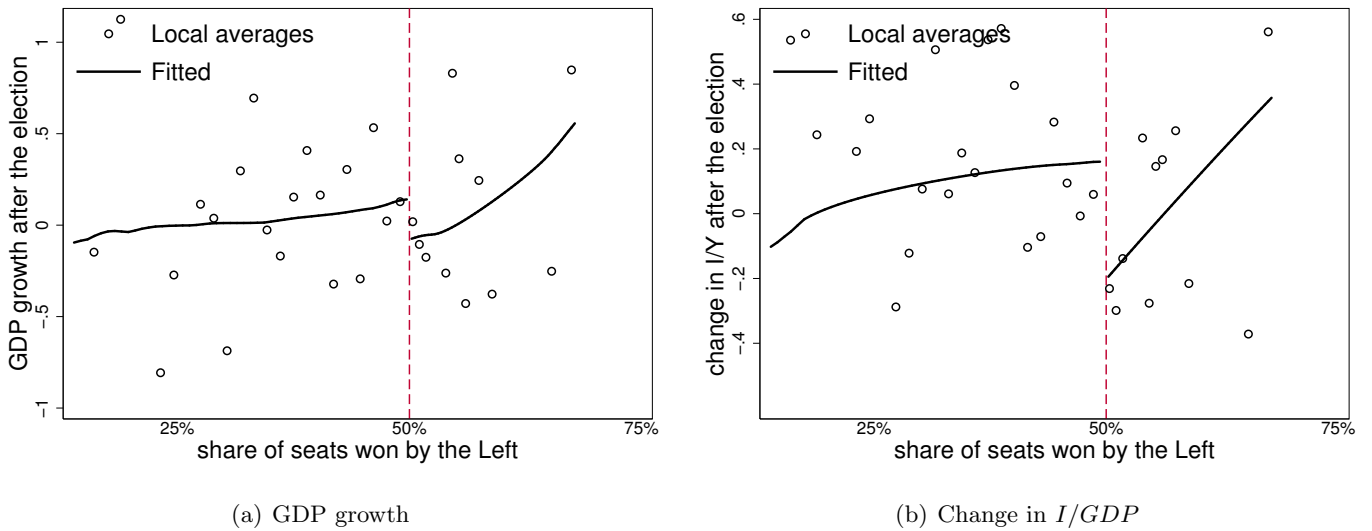 Local averages
Fitted
GDP growth after the election
1
.5
0
-.5
-1
25%
50%
75%
share of seats won by the Left
(a) GDP growth
Local averages
Fitted
change in I/Y after the election
.6
.4
.2
0
-.2
-.4
25%
50%
75%
share of seats won by the Left
(b) Change in I/GDP